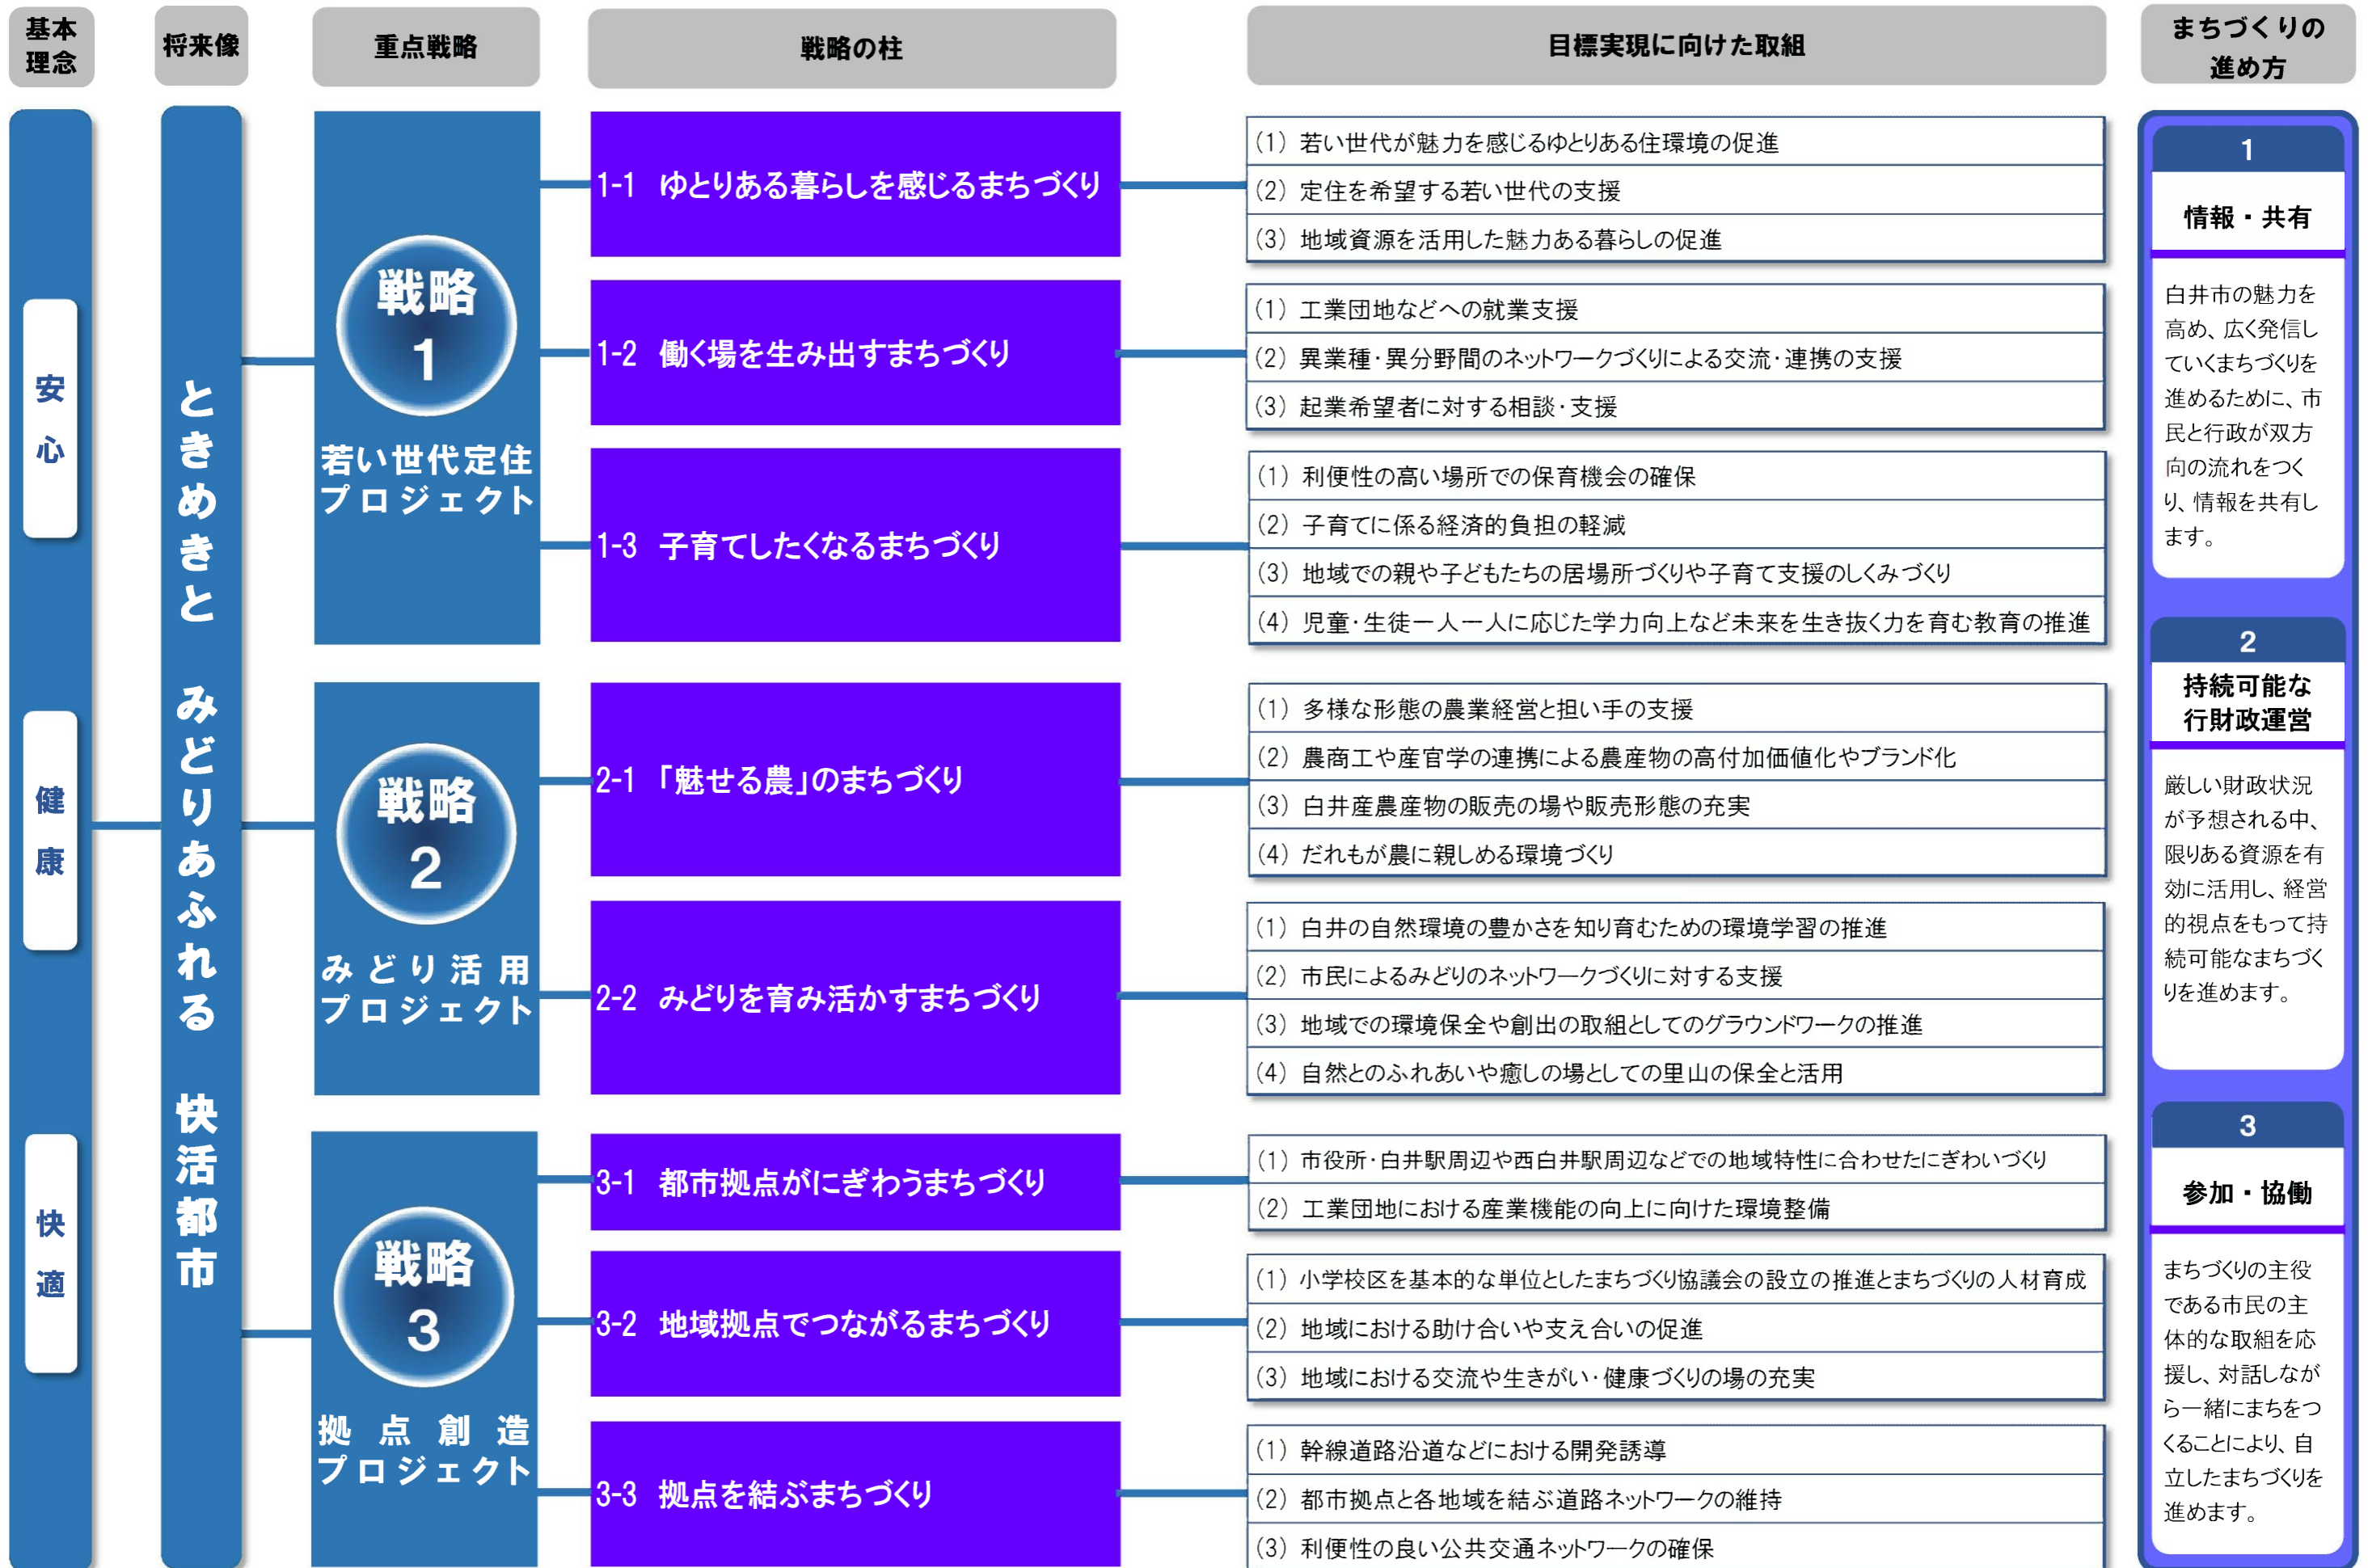 基本
理念
将来像
重点戦略
戦略の柱
目標実現に向けた取組
まちづくりの
進め方
安心
健康
快適
ときめきと みどりあふれる 快活都市
戦略
1
若い世代定住
プロジェクト
1-1 ゆとりある暮らしを感じるまちづくり
(1) 若い世代が魅力を感じるゆとりある住環境の促進
(2) 定住を希望する若い世代の支援
(3) 地域資源を活用した魅力ある暮らしの促進
1-2 働く場を生み出すまちづくり
(1) 工業団地などへの就業支援
(2) 異業種・異分野間のネットワークづくりによる交流・連携の支援
(3) 起業希望者に対する相談・支援
1-3 子育てしたくなるまちづくり
(1) 利便性の高い場所での保育機会の確保
(2) 子育てに係る経済的負担の軽減
(3) 地域での親や子どもたちの居場所づくりや子育て支援のしくみづくり
(4) 児童・生徒一人一人に応じた学力向上など未来を生き抜く力を育む教育の推進
戦略
2
みどり活用
プロジェクト
2-1 「魅せる農」のまちづくり
(1) 多様な形態の農業経営と担い手の支援
(2) 農商工や産官学の連携による農産物の高付加価値化やブランド化
(3) 白井産農産物の販売の場や販売形態の充実
(4) だれもが農に親しめる環境づくり
2-2 みどりを育み活かすまちづくり
(1) 白井の自然環境の豊かさを知り育むための環境学習の推進
(2) 市民によるみどりのネットワークづくりに対する支援
(3) 地域での環境保全や創出の取組としてのグラウンドワークの推進
(4) 自然とのふれあいや癒しの場としての里山の保全と活用
戦略
3
拠点創造
プロジェクト
3-1 都市拠点がにぎわうまちづくり
(1) 市役所・白井駅周辺や西白井駅周辺などでの地域特性に合わせたにぎわいづくり
(2) 工業団地における産業機能の向上に向けた環境整備
3-2 地域拠点でつながるまちづくり
(1) 小学校区を基本的な単位としたまちづくり協議会の設立の推進とまちづくりの人材育成
(2) 地域における助け合いや支え合いの促進
(3) 地域における交流や生きがい・健康づくりの場の充実
3-3 拠点を結ぶまちづくり
(1) 幹線道路沿道などにおける開発誘導
(2) 都市拠点と各地域を結ぶ道路ネットワークの維持
(3) 利便性の良い公共交通ネットワークの確保
1
情報・共有
白井市の魅力を
高め、広く発信し
ていくまちづくりを
進めるために、市
民と行政が双方
向の流れをつく
り、情報を共有し
ます。
2
持続可能な
行財政運営
厳しい財政状況
が予想される中、
限りある資源を有
効に活用し、経営
的視点をもって持
続可能なまちづく
りを進めます。
3
参加・協働
まちづくりの主役
である市民の主
体的な取組を応
援し、対話しなが
ら一緒にまちをつ
くることにより、自
立したまちづくりを
進めます。